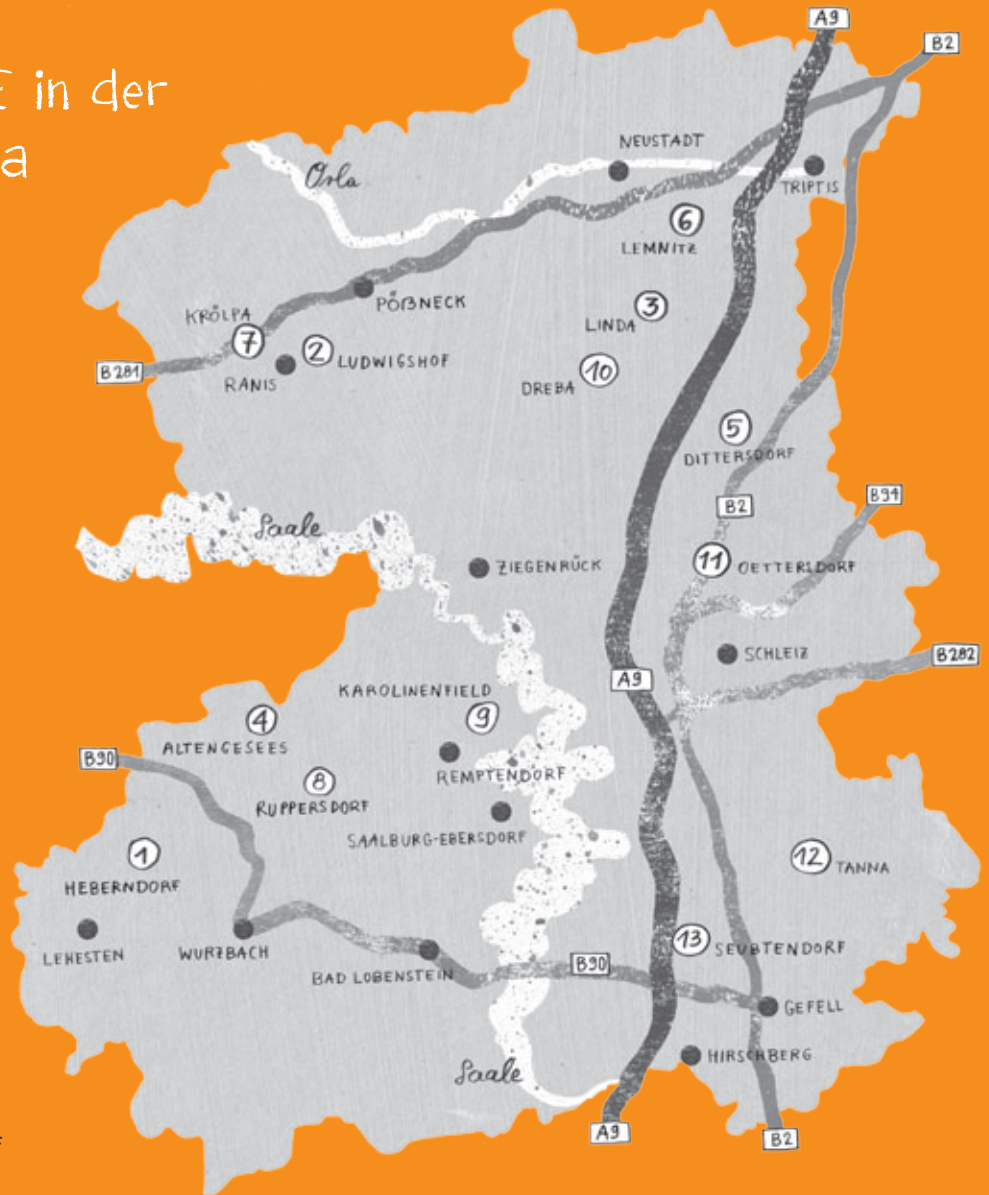 E in der
a
A9
B2
NEUSTADT
Orla
TRIPTIS
6
LEMNITZ
PÖẞNECK
3
KRÖLPA
LINDA
7
2
LUDWIGSHOF
10
B281
RANIS
DREBA
5
DITTERSDORF
B94
B2
Saale
11
OETTERSDORF
ZIEGENRÜCK
SCHLEIZ
B282
A9
KAROLINENFIELD
4
9
ALTENGESEES
B90
REMPTENDORF
8
RUPPERSDORF
SAALBURG-EBERSDORF
1
12
TANNA
HEBERNDORF
13
SEUBTENDORF
LEHESTEN
WURZBACH
BAD LOBENSTEIN
B90
GEFELL
HIRSCHBERG
Saale
A9
B2